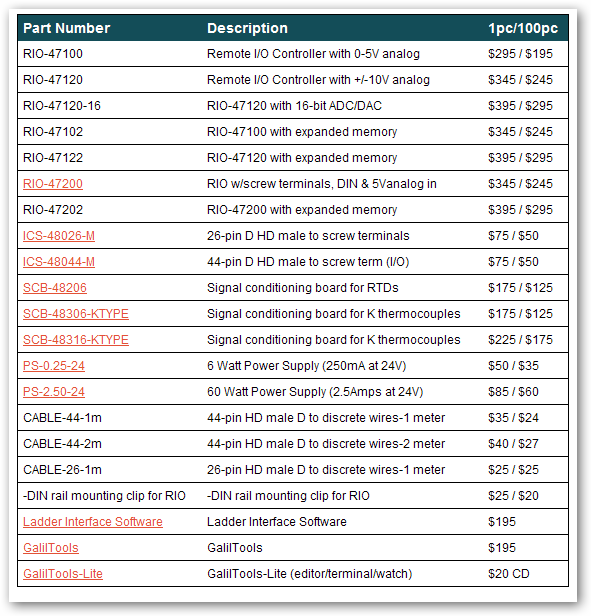 Part Number Description 1pc/100pc
RIO-47100 Remote I/O Controller with 0-5V analog $295 / $195
RIO-47120 Remote I/O Controller with +/-10V analog $345 / $245
RIO-47120-16 RIO-47120 with 16-bit ADC/DAC $395 / $295
RIO-47102 RIO-47100 with expanded memory $345 / $245
RIO-47122 RIO-47120 with expanded memory $395 / $295
RIO-47200 RIO w/screw terminals, DIN & 5Vanalog in $345 / $245
RIO-47202 RIO-47200 with expanded memory $395 / $295
ICS-48026-M 26-pin D HD male to screw terminals $75 / $50
ICS-48044-M 44-pin D HD male to screw term (I/O) $75 / $50
SCB-48206 Signal conditioning board for RTDs $175 / $125
SCB-48306-KTYPE Signal conditioning board for K thermocouples $175 / $125
SCB-48316-KTYPE Signal conditioning board for K thermocouples $225 / $175
PS-0.25-24 6 Watt Power Supply (250mA at 24V) $50 / $35
PS-2.50-24 60 Watt Power Supply (2.5Amps at 24V) $85 / $60
CABLE-44-1m 44-pin HD male D to discrete wires-1 meter $35 / $24
CABLE-44-2m 44-pin HD male D to discrete wires-2 meter $40 / $27
CABLE-26-1m 26-pin HD male D to discrete wires-1 meter $25 / $25
-DIN rail mounting clip for RIO -DIN rail mounting clip for RIO $25 / $20
Ladder Interface Software Ladder Interface Software $195
GalilTools GalilTools $195
GalilTools-Lite GalilTools-Lite (editor/terminal/watch) $20 CD